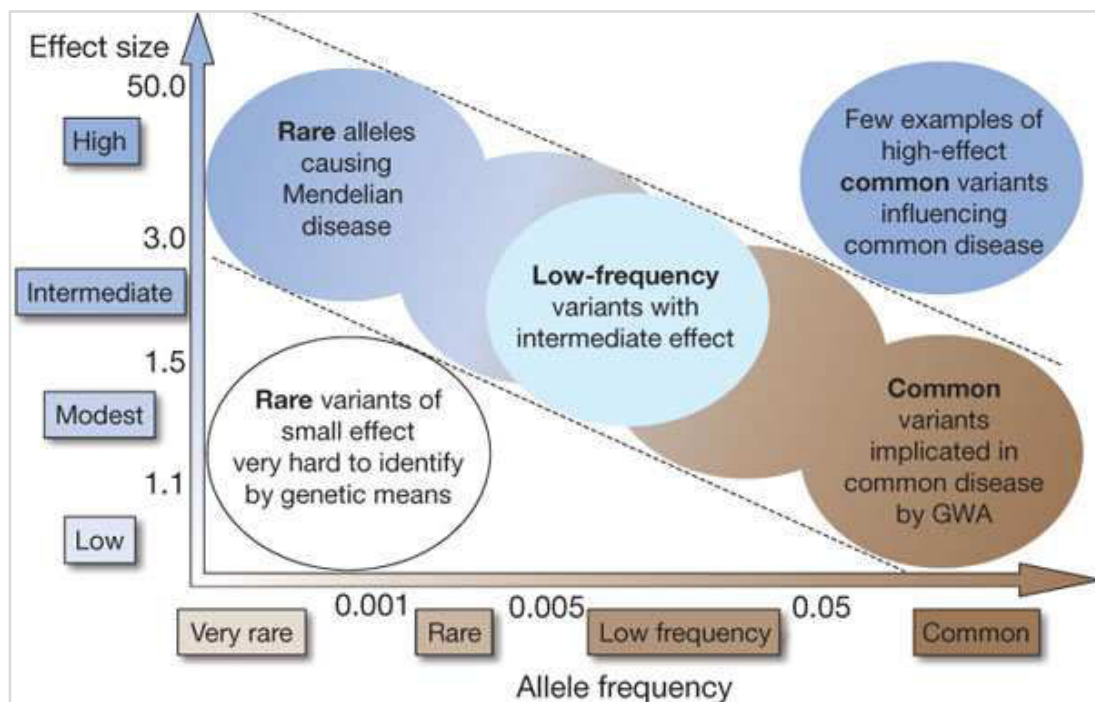 Effect size
50.0
High
3.0
Intermediate
1.5
Modest
1.1
Low
Rare alleles
causing
Mendelian
disease
Few examples of
high-effect
common variants
influencing
common disease
Low-frequency
variants with
intermediate effect
Rare variants of
small effect
very hard to identify
by genetic means
Common
variants
implicated in
common disease
by GWA
0.001
0.005
0.05
Very rare
Rare
Low frequency
Common
Allele frequency